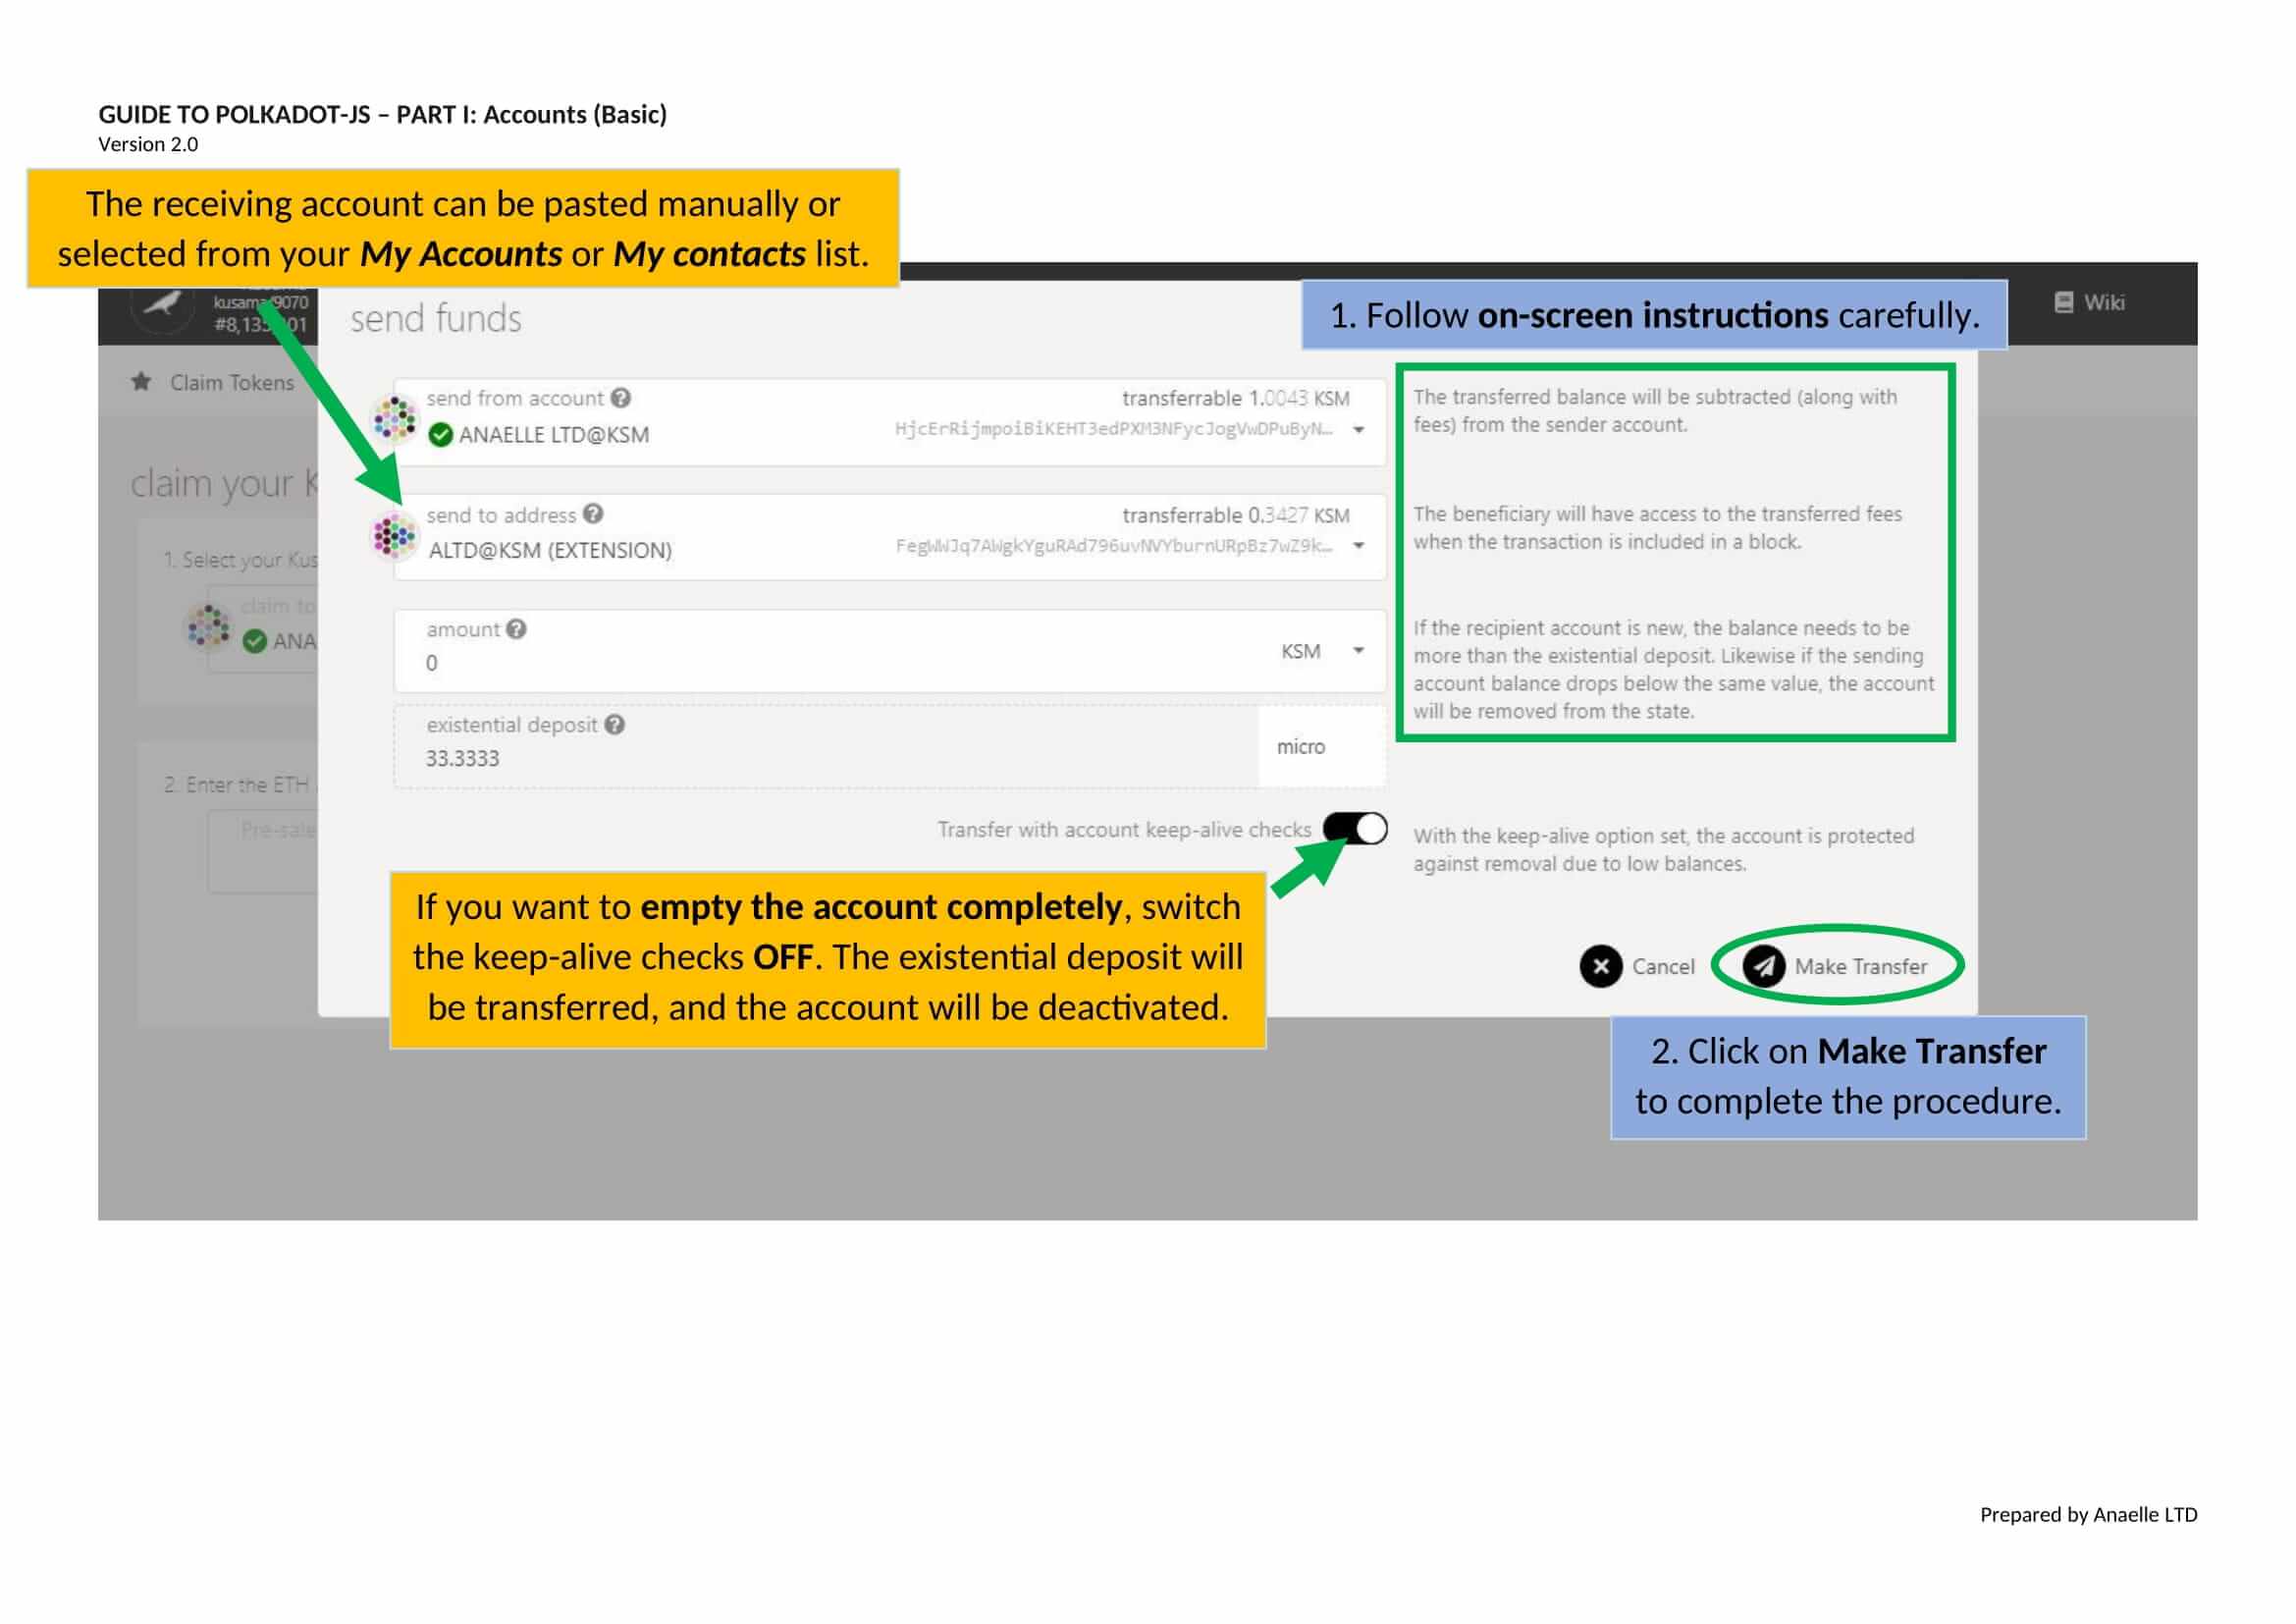 GUIDE TO POLKADOT-JS – PART I: Accounts (Basic)
Version 2.0
The receiving account can be pasted manually or
selected from your My Accounts or My contacts list.
1. Follow on-screen instructions carefully.
Wiki
send funds
Claim Tokens
send from account
transferrable 1.0043 KSM
ANAELLE LTD@KSM
HjcErRijmpoiBiKEHT3edPXM3NFycJogVwDPuByN…
The transferred balance will be subtracted (along with
fees) from the sender account.
claim your K
send to address
transferrable 0.3427 KSM
ALTD@KSM (EXTENSION)
FegWWJq7AWgkYguRAd796uvNVYburnURpBz7wZ9k…
The beneficiary will have access to the transferred fees
when the transaction is included in a block.
1. Select your Kus
claim to
ANA
amount
0
KSM
If the recipient account is new, the balance needs to be
more than the existential deposit. Likewise if the sending
account balance drops below the same value, the account
will be removed from the state.
existential deposit
33.3333
micro
2. Enter the ETH
Pre-sale
Transfer with account keep-alive checks
With the keep-alive option set, the account is protected
against removal due to low balances.
If you want to empty the account completely, switch
the keep-alive checks OFF. The existential deposit will
be transferred, and the account will be deactivated.
Cancel
Make Transfer
2. Click on Make Transfer
to complete the procedure.
Prepared by Anaelle LTD